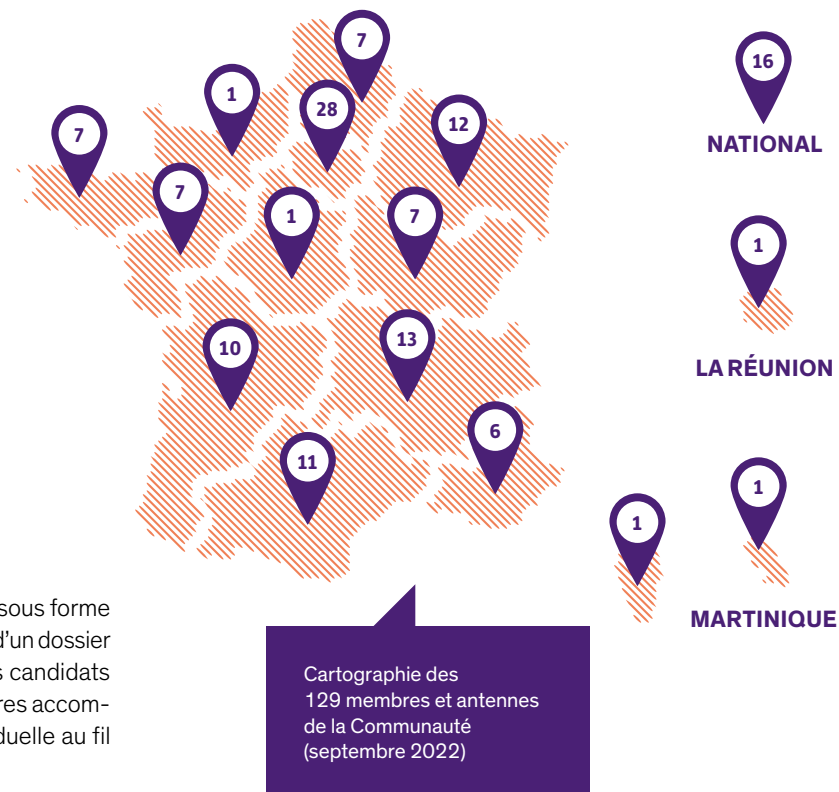 7
1
28
12
7
7
1
7
10
13
6
11
16
NATIONAL
1
LA RÉUNION
1
1
MARTINIQUE
sous forme
d'un dossier
s candidats
res accom-
duelle au fil
Cartographie des
129 membres et antennes
de la Communauté
(septembre 2022)